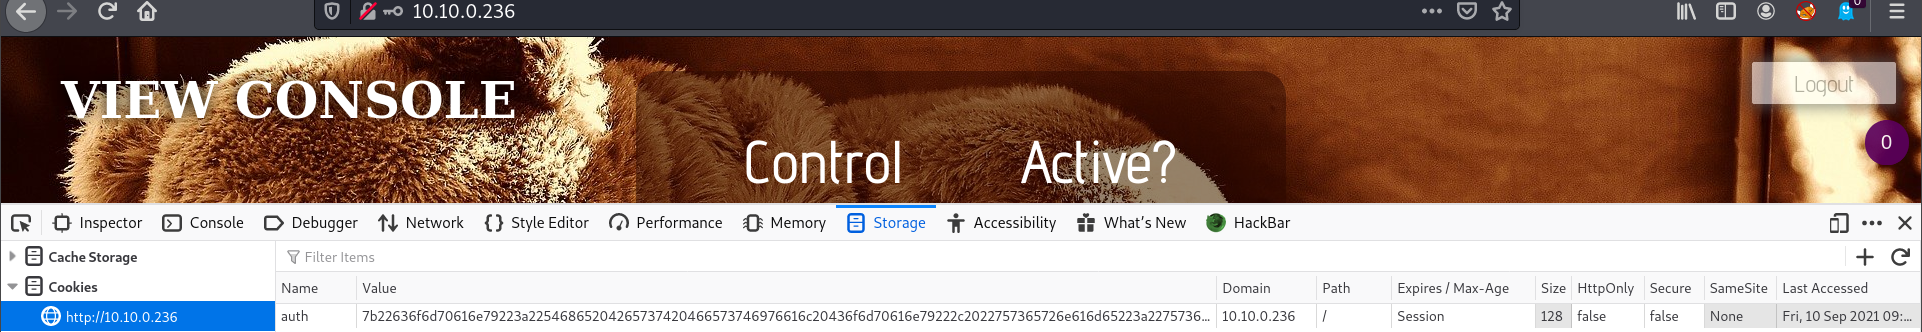 10.10.0.236
0
VIEW CONSOLE
Logout
Control Active?
0
Inspector Console Debugger Network Style Editor Performance Memory Storage Accessibility What's New HackBar
Cache Storage
Filter Items
Cookies
Name Value Domain Path Expires / Max-Age Size HttpOnly Secure SameSite Last Accessed
http://10.10.0.236
auth 7b22636f6d70616e79223a22546865204265737420466573746976616c20436f6d70616e79222c2022757365726e616d65223a2275736… 10.10.0.236 / Session 128 false false None Fri, 10 Sep 2021 09:…